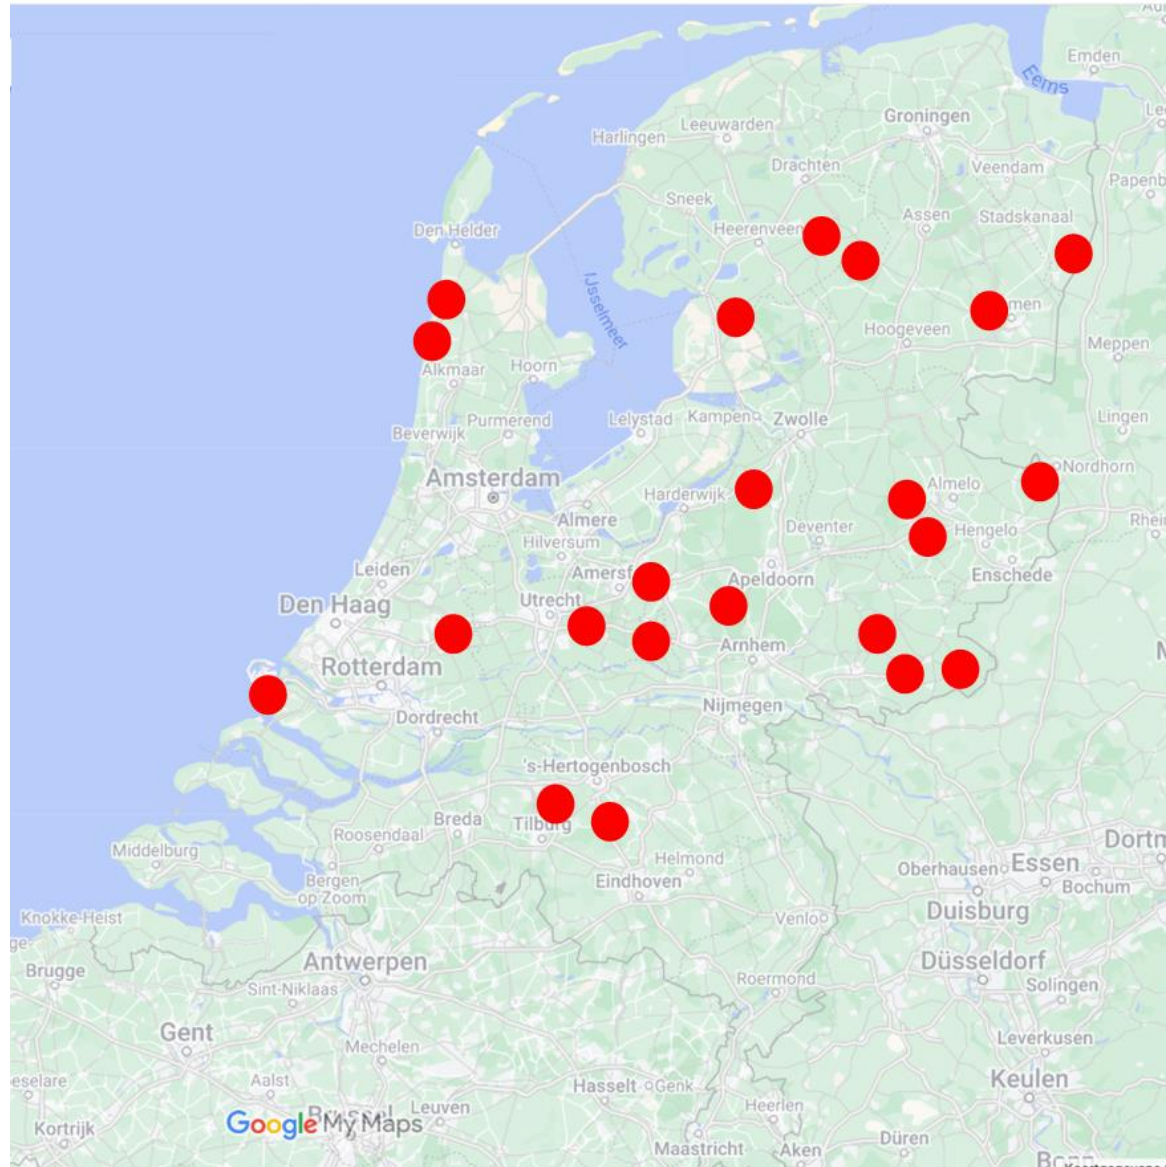 Emden
Eems
Groningen
Leeuwarden
Harlingen
Drachten
Veendam
Sneek
Assen
Stadskanaal
Den Helder
Heerenveen
IJsselmeer
Hoogeveen
Meppen
Alkmaar
Hoorn
Purmerend
Lelystad
Kampen
Zwolle
Lingen
Beverwijk
Nordhorn
Amsterdam
Harderwijk
Almelo
Almere
Deventer
Hengelo
Hilversum
Leiden
Amersf
Apeldoorn
Enschede
Den Haag
Utrecht
Arnhem
Rotterdam
Nijmegen
Dordrecht
's-Hertogenbosch
Roosendaal
Breda
Tilburg
Middelburg
Helmond
Oberhausen
Essen
Bochum
Bergen
op Zoom
Eindhoven
Knokke-Heist
Venlo
Duisburg
Brugge
Antwerpen
Düsseldorf
Sint-Niklaas
Roermond
Solingen
Gent
Mechelen
Leverkusen
Aalst
Hasselt
Genk
Keulen
Leuven
Heerlen
Google My Maps
Kortrijk
Maastricht
Aken
Düren